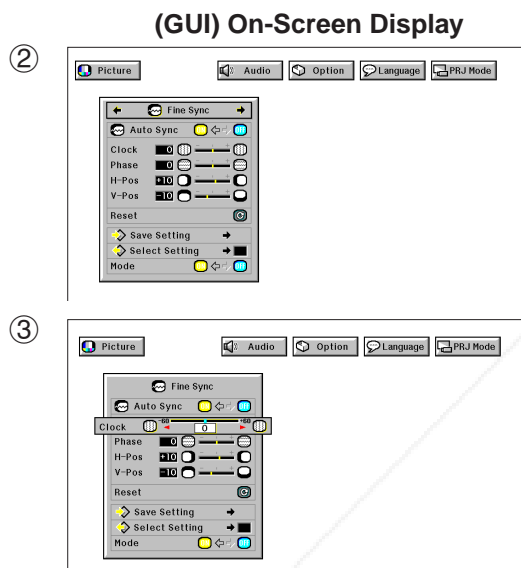 (GUI) On-Screen Display
②
Picture Audio Option Language PRJ Mode
Fine Sync
Auto Sync
Clock 0
Phase 0
H-Pos +10
V-Pos -10
Reset
Save Setting
Select Setting
Mode
③
Picture Audio Option Language PRJ Mode
Fine Sync
Auto Sync
Clock -60 0 +60
Phase 0
H-Pos +10
V-Pos -10
Reset
Save Setting
Select Setting
Mode